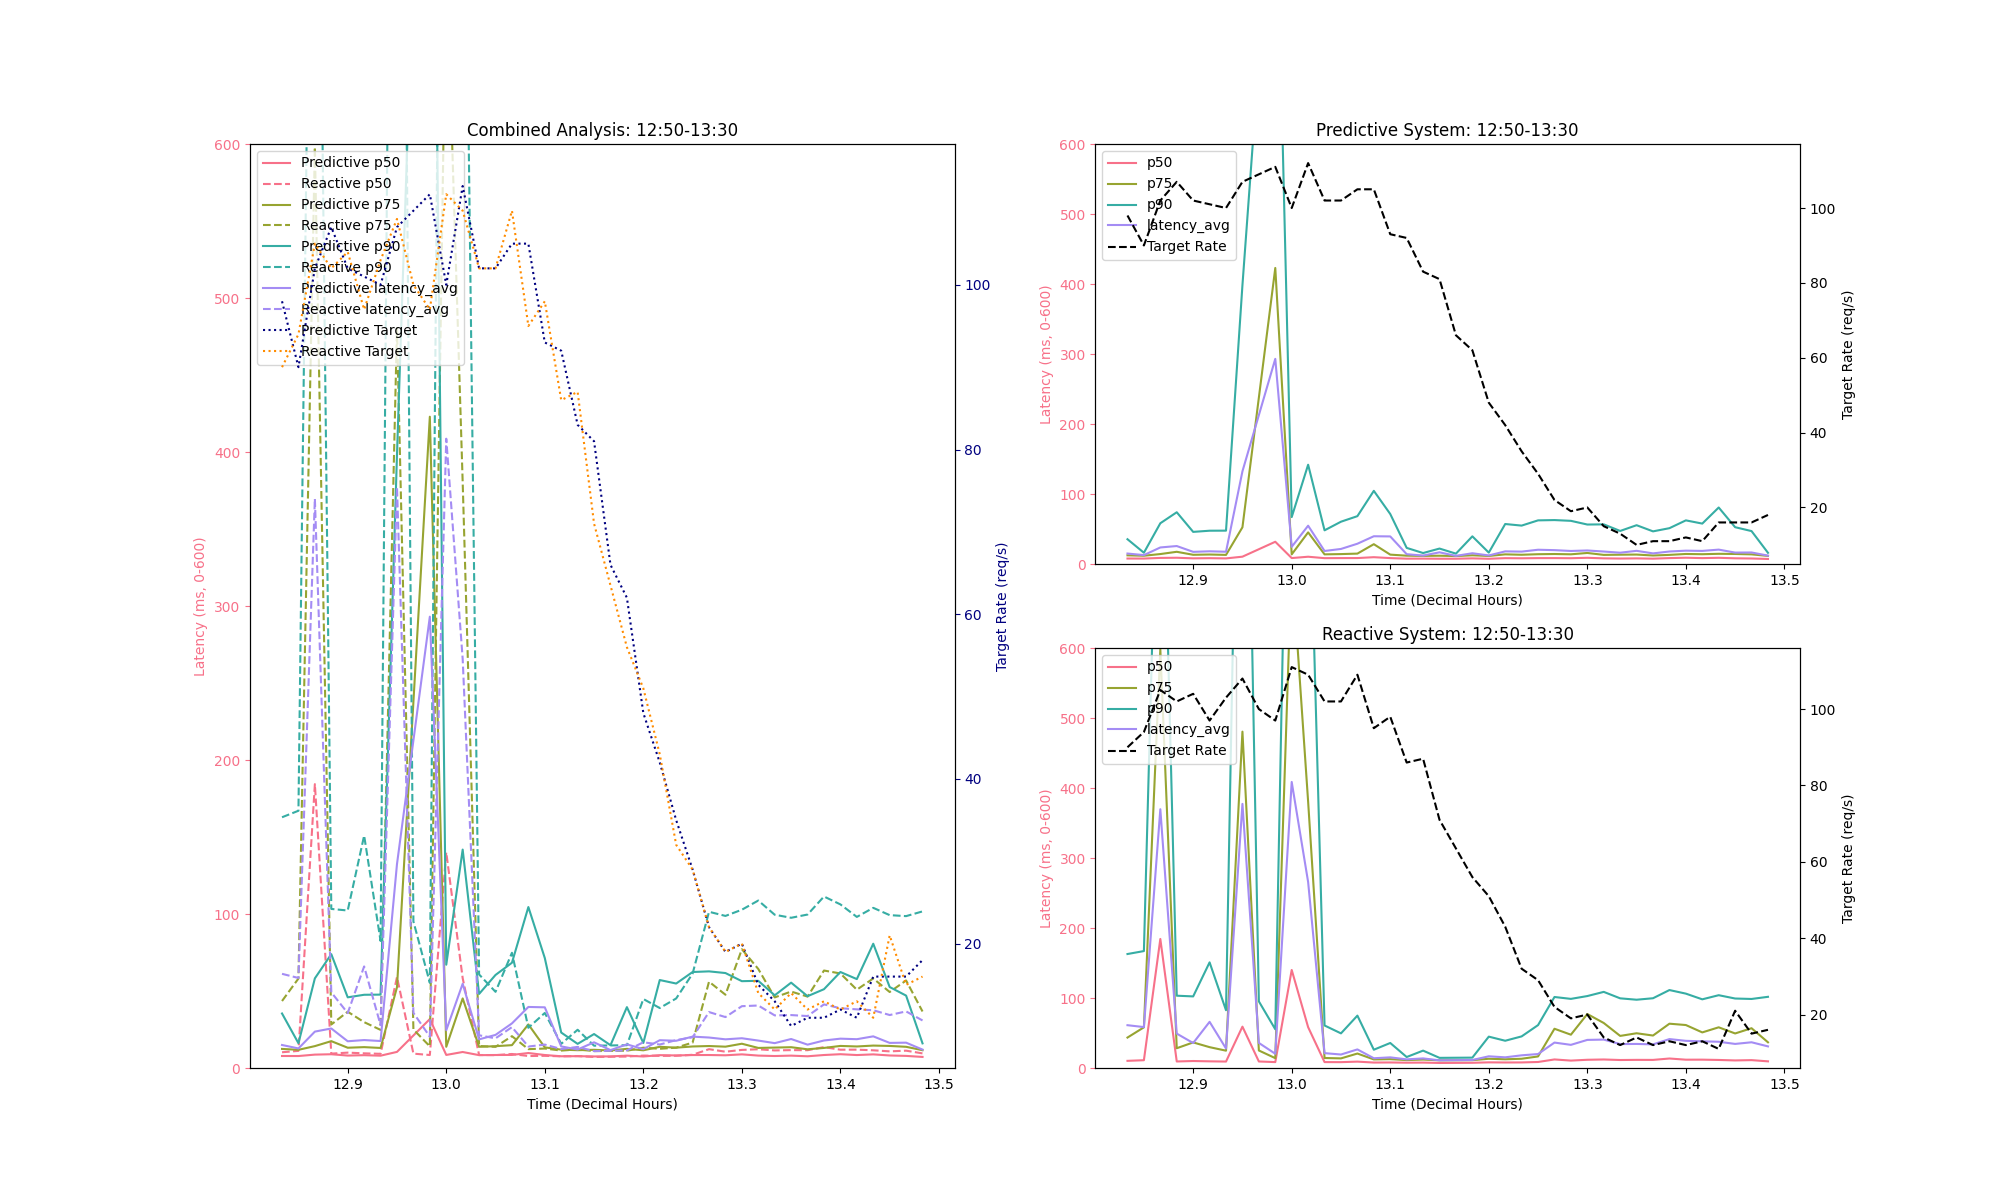 Combined Analysis: 12:50-13:30
600
500
400
300
200
100
0
Latency (ms, 0-600)
Predictive p50
Reactive p50
Predictive p75
Reactive p75
Predictive p90
Reactive p90
Predictive latency_avg
Reactive latency_avg
Predictive Target
Reactive Target
100
80
60
40
20
Target Rate (req/s)
12.9 13.0 13.1 13.2 13.3 13.4 13.5
Time (Decimal Hours)
Predictive System: 12:50-13:30
600
500
400
300
200
100
0
Latency (ms, 0-600)
p50
p75
p90
latency_avg
Target Rate
100
80
60
40
20
Target Rate (req/s)
12.9 13.0 13.1 13.2 13.3 13.4 13.5
Time (Decimal Hours)
Reactive System: 12:50-13:30
600
500
400
300
200
100
0
Latency (ms, 0-600)
p50
p75
p90
latency_avg
Target Rate
100
80
60
40
20
Target Rate (req/s)
12.9 13.0 13.1 13.2 13.3 13.4 13.5
Time (Decimal Hours)